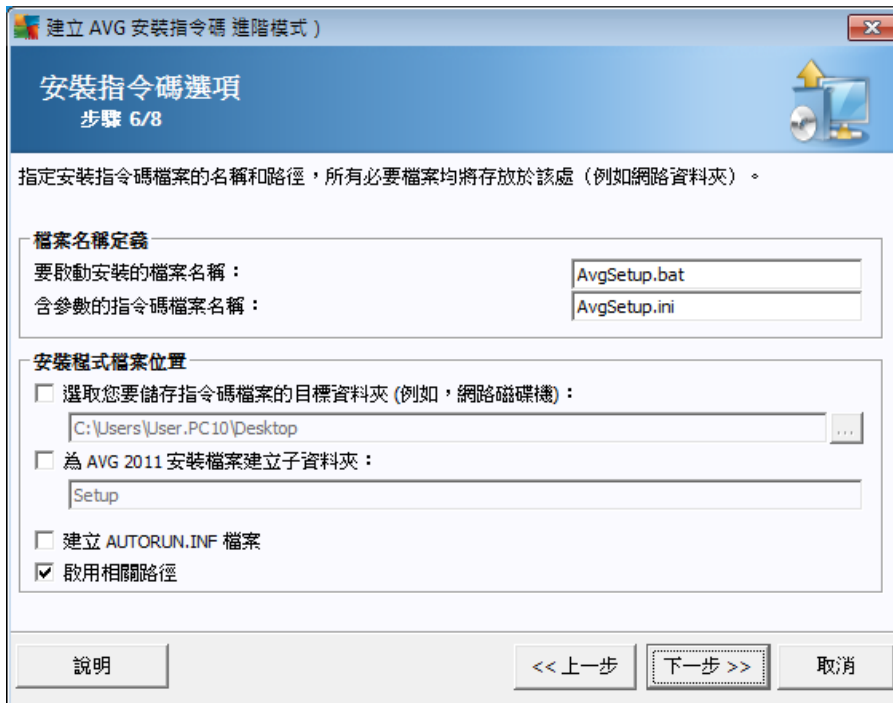 建立 AVG 安裝指令碼 進階模式 )
安裝指令碼選項
步驟 6/8
指定安裝指令碼檔案的名稱和路徑，所有必要檔案均將存放於該處（例如網路資料夾）。
檔案名稱定義
要啟動安裝的檔案名稱：
AvgSetup.bat
含參數的指令碼檔案名稱：
AvgSetup.ini
安裝程式檔案位置
選取您要儲存指令碼檔案的目標資料夾 (例如，網路磁碟機)：
C:\Users\User.PC10\Desktop
...
為 AVG 2011 安裝檔案建立子資料夾：
Setup
建立 AUTORUN.INF 檔案
啟用相關路徑
說明
<< 上一步
下一步 >>
取消